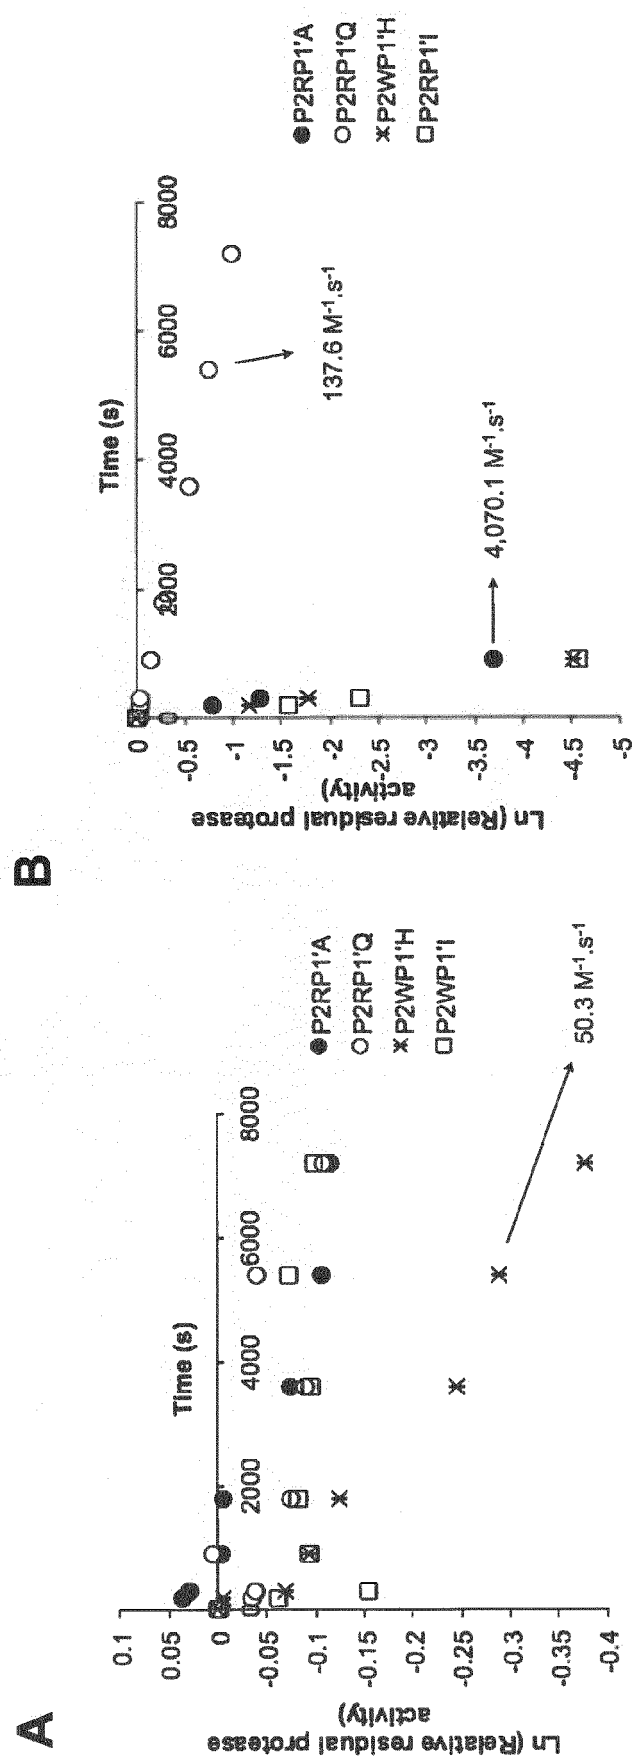 A
Ln (Relative residual protease
activity)
0.1
0.05
0
-0.05
-0.1
-0.15
-0.2
-0.25
-0.3
-0.35
-0.4
Time (s)
0
2000
4000
6000
8000
50.3 M⁻¹.s⁻¹
P2RP1'A
P2RP1'Q
P2WP1'H
P2WP1'I
B
Ln (Relative residual protease
activity)
0
-0.5
-1
-1.5
-2
-2.5
-3
-3.5
-4
-4.5
-5
Time (s)
0
2000
4000
6000
8000
137.6 M⁻¹.s⁻¹
4,070.1 M⁻¹.s⁻¹
P2RP1'A
P2RP1'Q
P2WP1'H
P2RP1'I